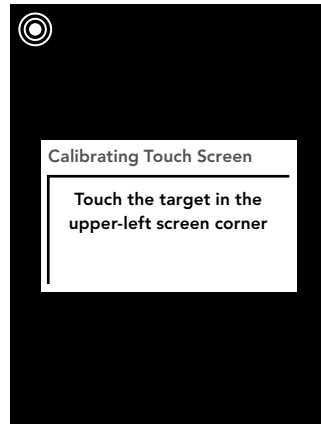 Calibrating Touch Screen
Touch the target in the
upper-left screen corner